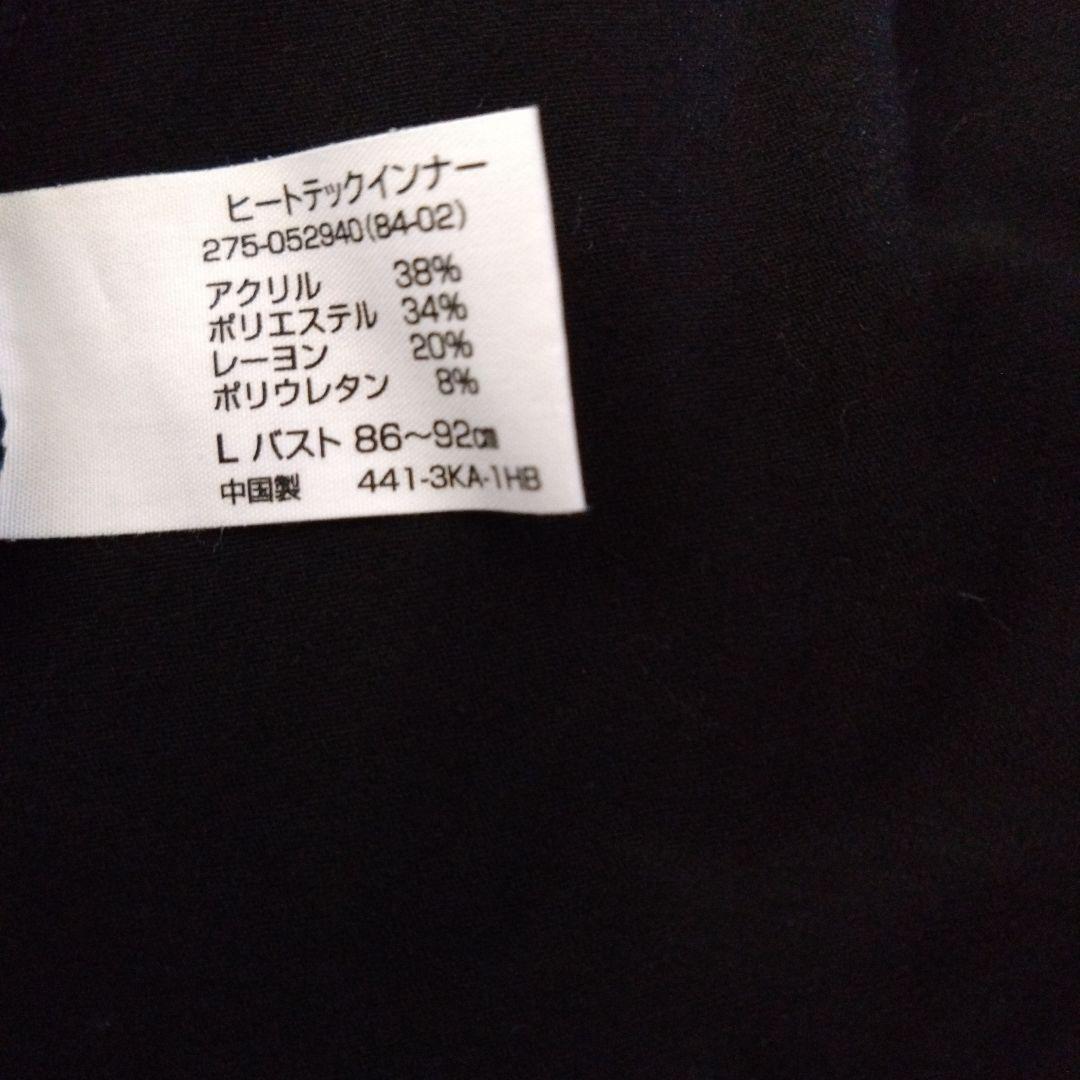 ヒートテックインナー
275-052940(84-02)
アクリル 38%
ポリエステル 34%
レーヨン 20%
ポリウレタン 8%
L バスト 86～92㎝
中国製 441-3KA-1HB